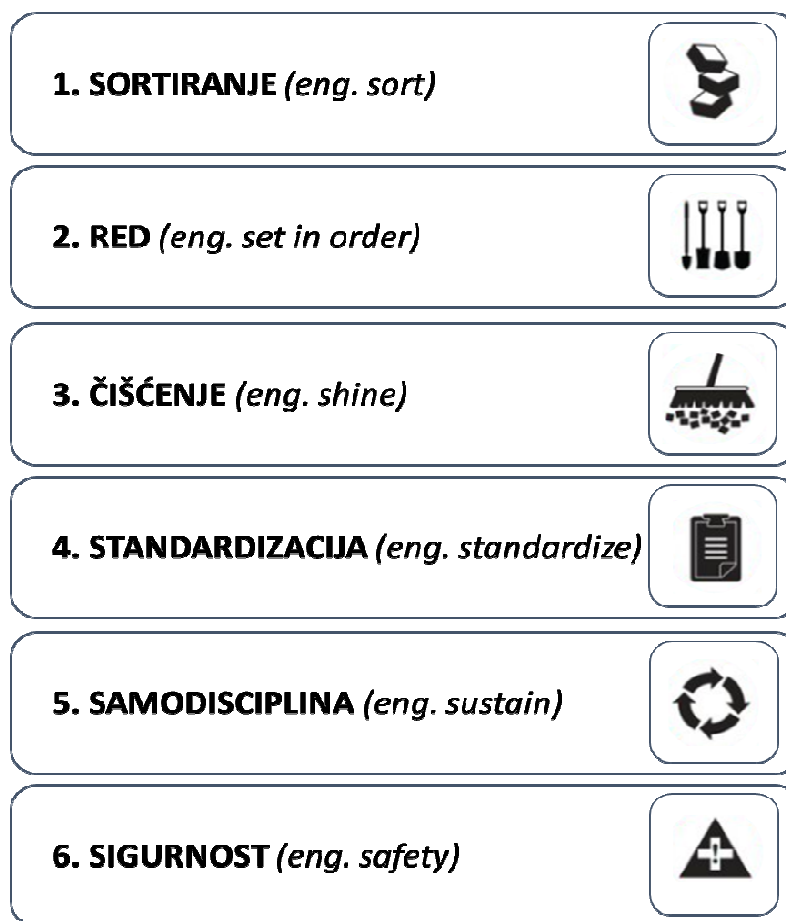 1. SORTIRANJE (eng. sort)
2. RED (eng. set in order)
3. ČIŠĆENJE (eng. shine)
4. STANDARDIZACIJA (eng. standardize)
5. SAMODISCIPLINA (eng. sustain)
6. SIGURNOST (eng. safety)